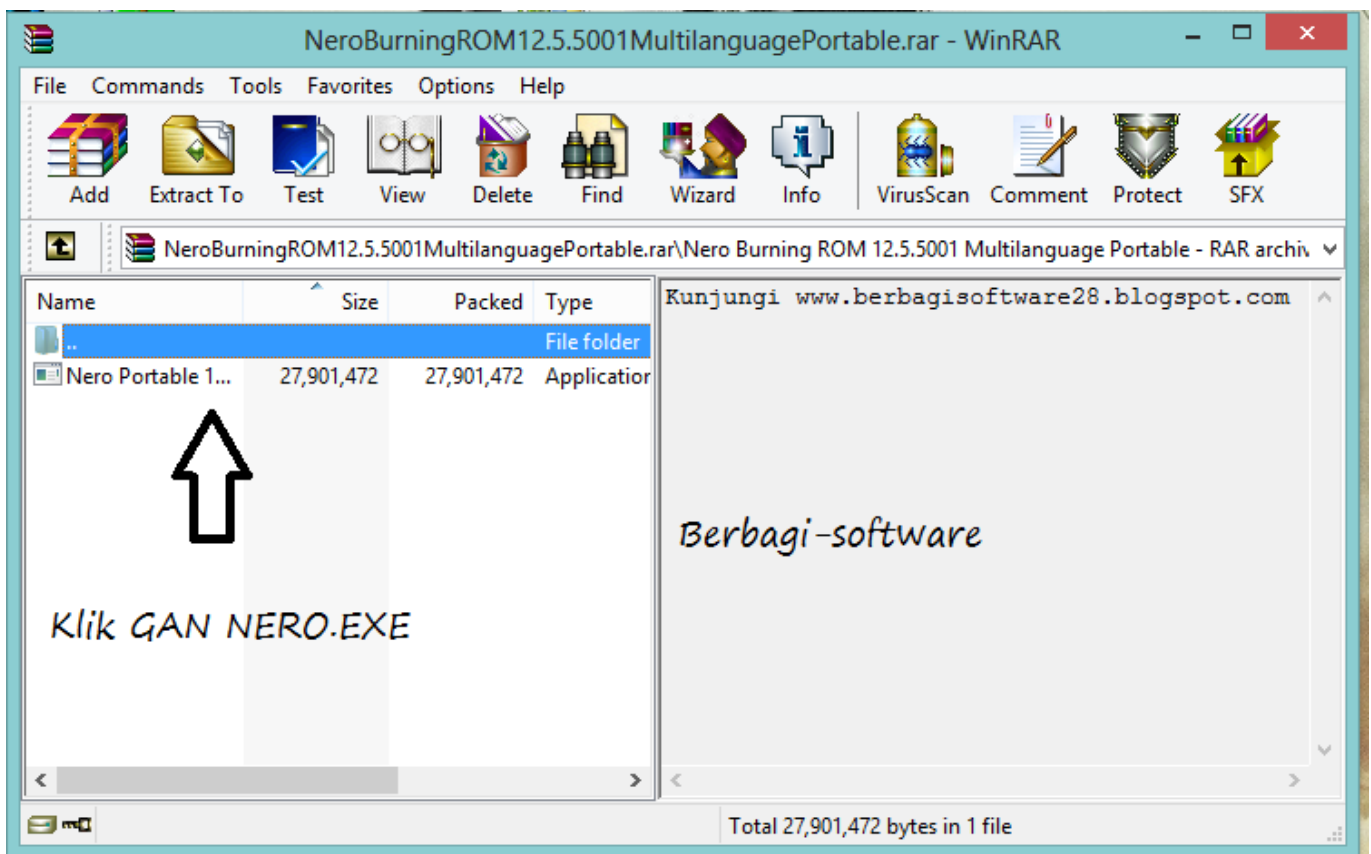 NeroBurningROM12.5.5001MultilanguagePortable.rar - WinRAR
File Commands Tools Favorites Options Help
Add Extract To Test View Delete Find Wizard Info VirusScan Comment Protect SFX
NeroBurningROM12.5.5001MultilanguagePortable.rar\Nero Burning ROM 12.5.5001 Multilanguage Portable - RAR archiv
Name Size Packed Type
.. File folder
Nero Portable 1... 27,901,472 27,901,472 Application
Klik GAN NERO.EXE
Kunjungi www.berbagisoftware28.blogspot.com
Berbagi-software
Total 27,901,472 bytes in 1 file